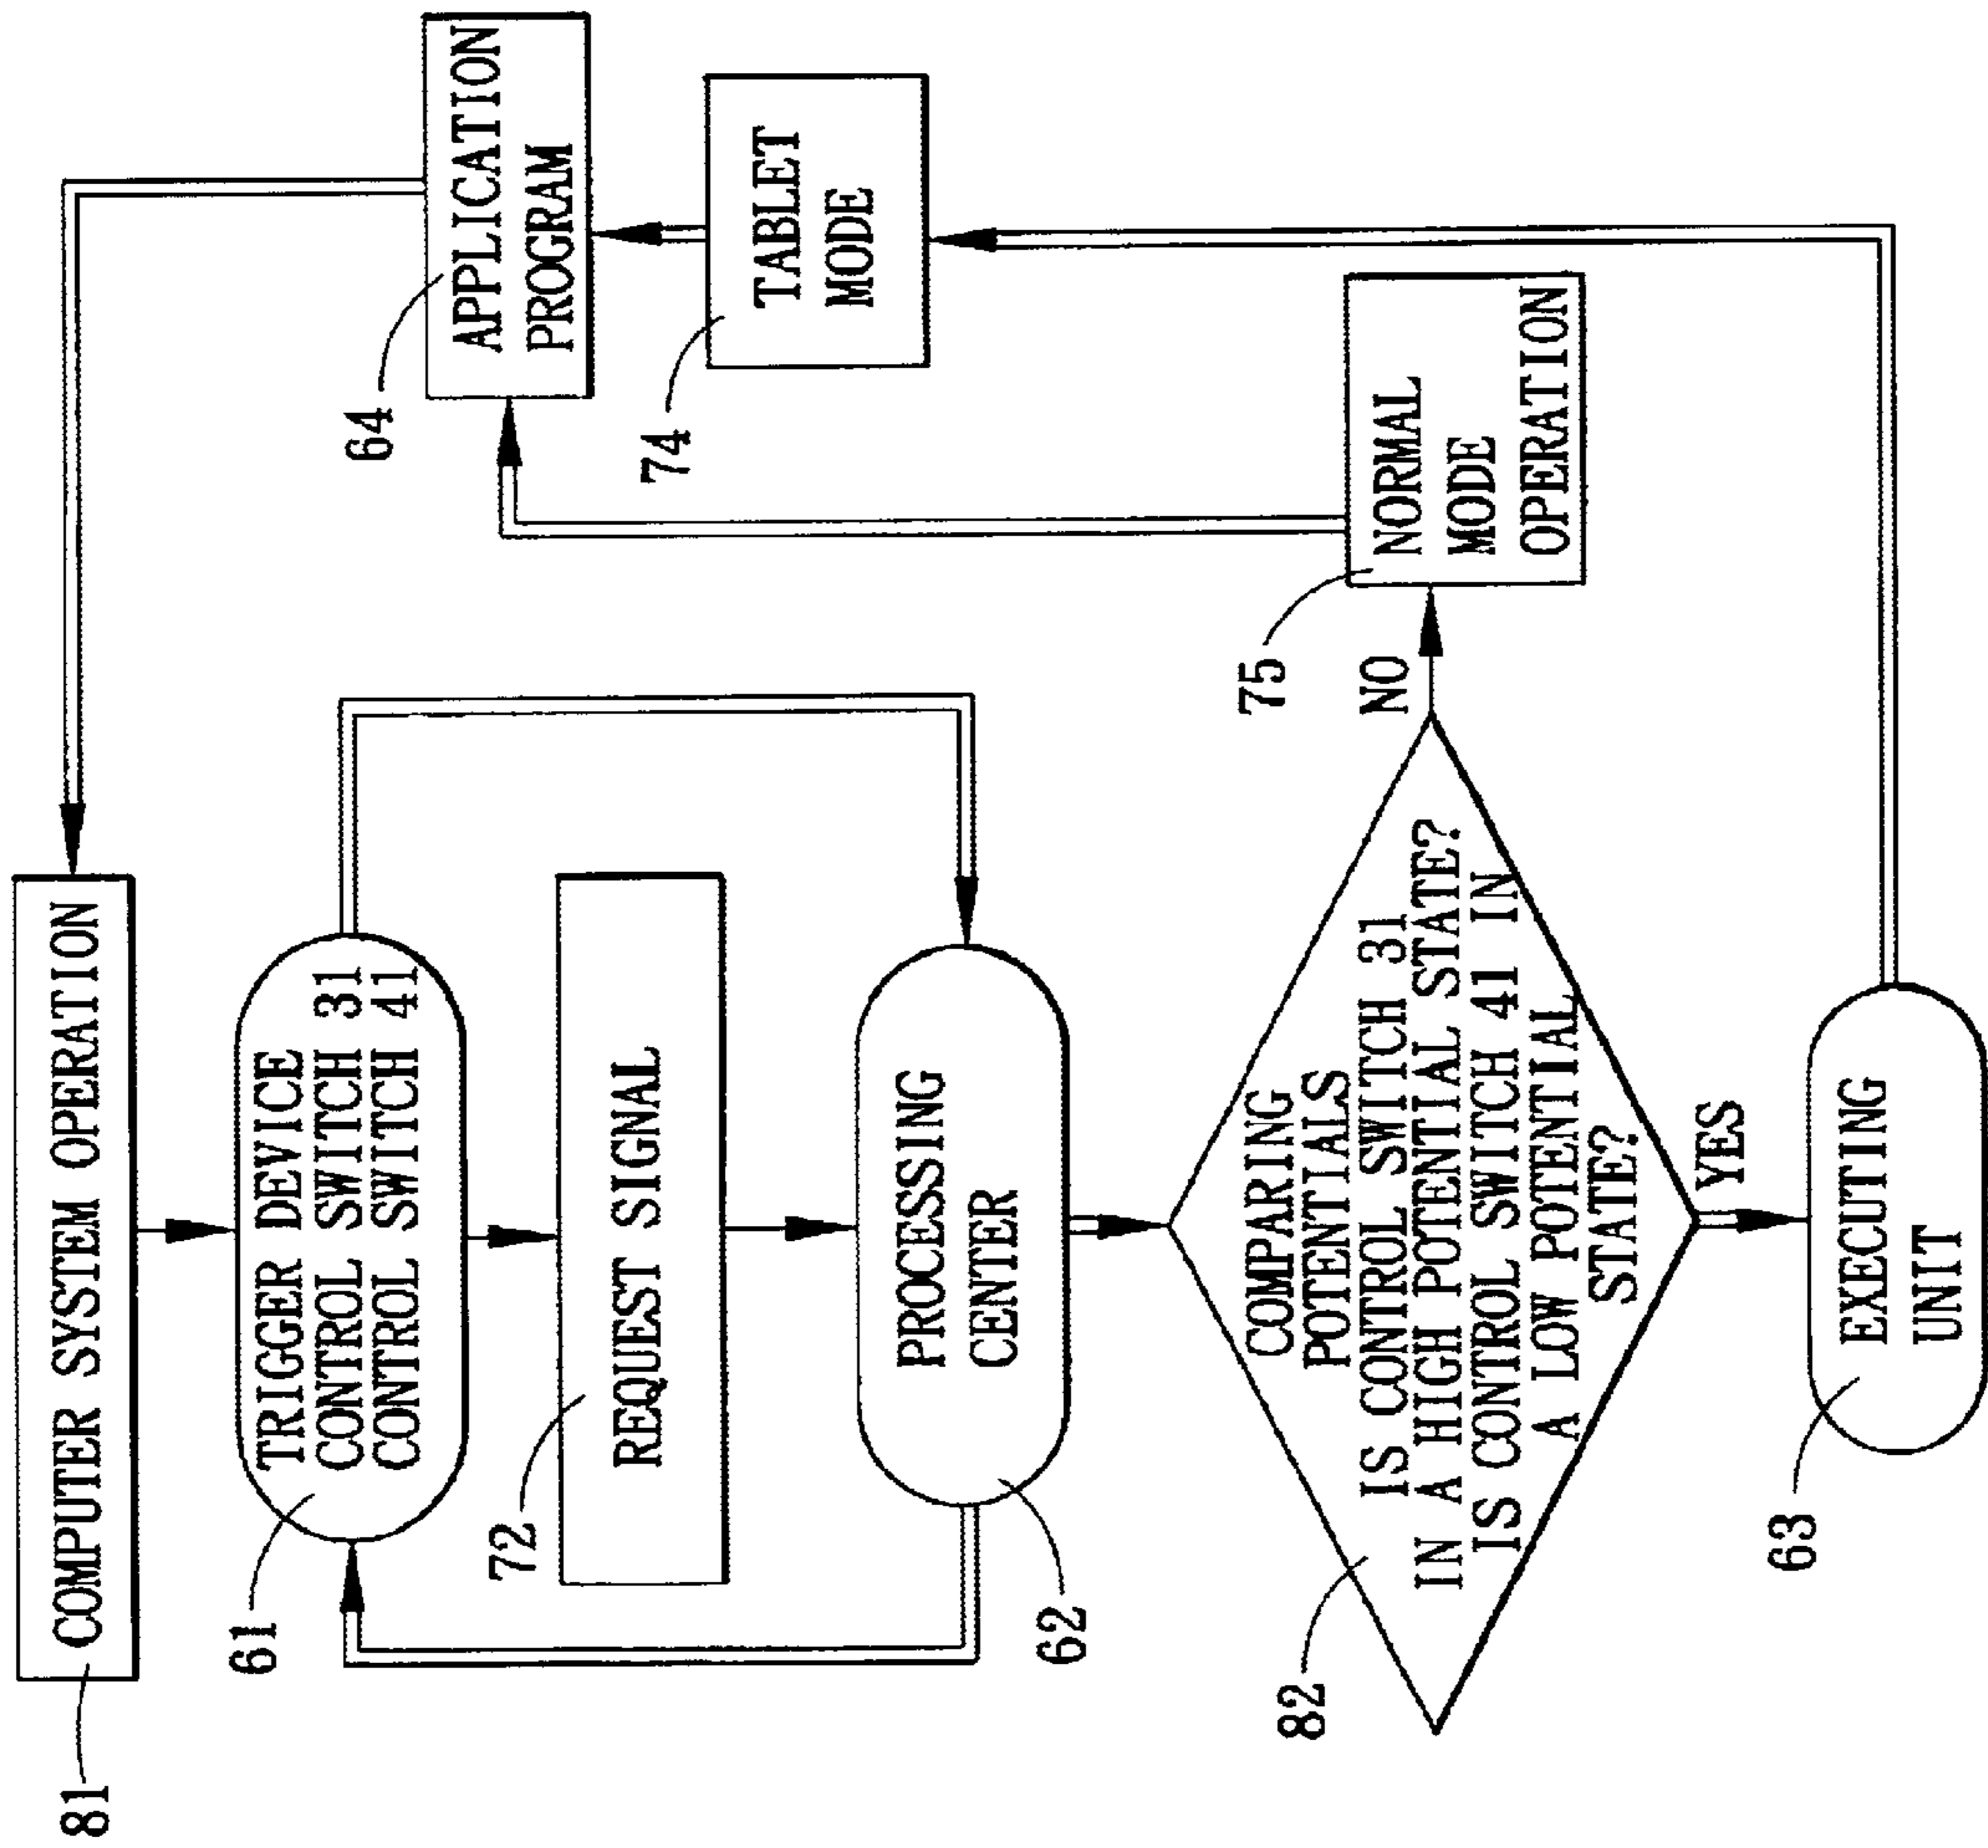 81
COMPUTER SYSTEM OPERATION
61
TRIGGER DEVICE
CONTROL SWITCH 31
CONTROL SWITCH 41
72
REQUEST SIGNAL
62
PROCESSING
CENTER
82
COMPARING
POTENTIALS
IS CONTROL SWITCH 31
IN A HIGH POTENTIAL STATE?
IS CONTROL SWITCH 41 IN
A LOW POTENTIAL
STATE?
YES
63
EXECUTING
UNIT
NO
75
NORMAL
MODE
OPERATION
74
TABLET
MODE
64
APPLICATION
PROGRAM